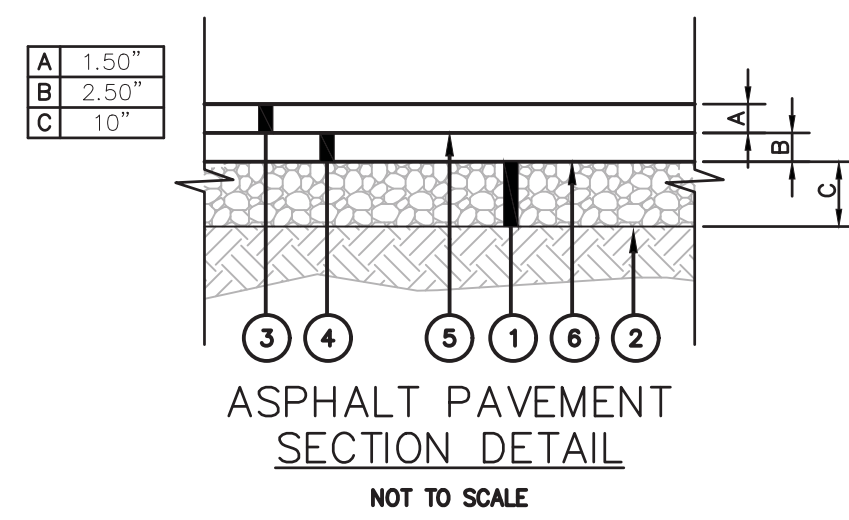 A 1.50"
B 2.50"
C 10"
A
B
C
3 4 5 1 6 2
ASPHALT PAVEMENT
SECTION DETAIL
NOT TO SCALE